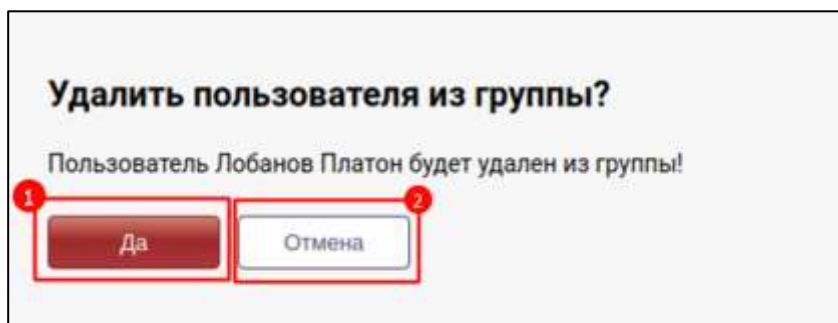 Удалить пользователя из группы?
Пользователь Лобанов Платон будет удален из группы!
1 2
Да Отмена